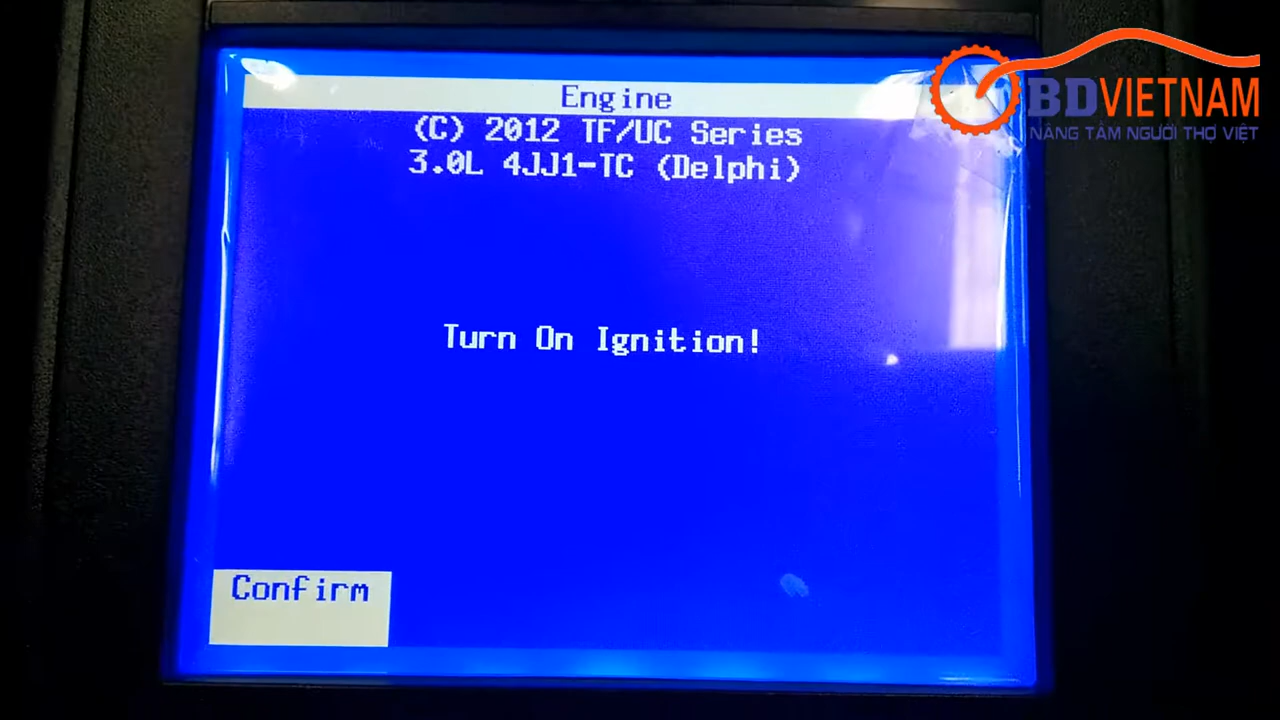 Engine
(C) 2012 TF/UC Series
3.0L 4JJ1-TC (Delphi)
Turn On Ignition!
Confirm
OBDVIETNAM
NÂNG TẦM NGƯỜI THỢ VIỆT